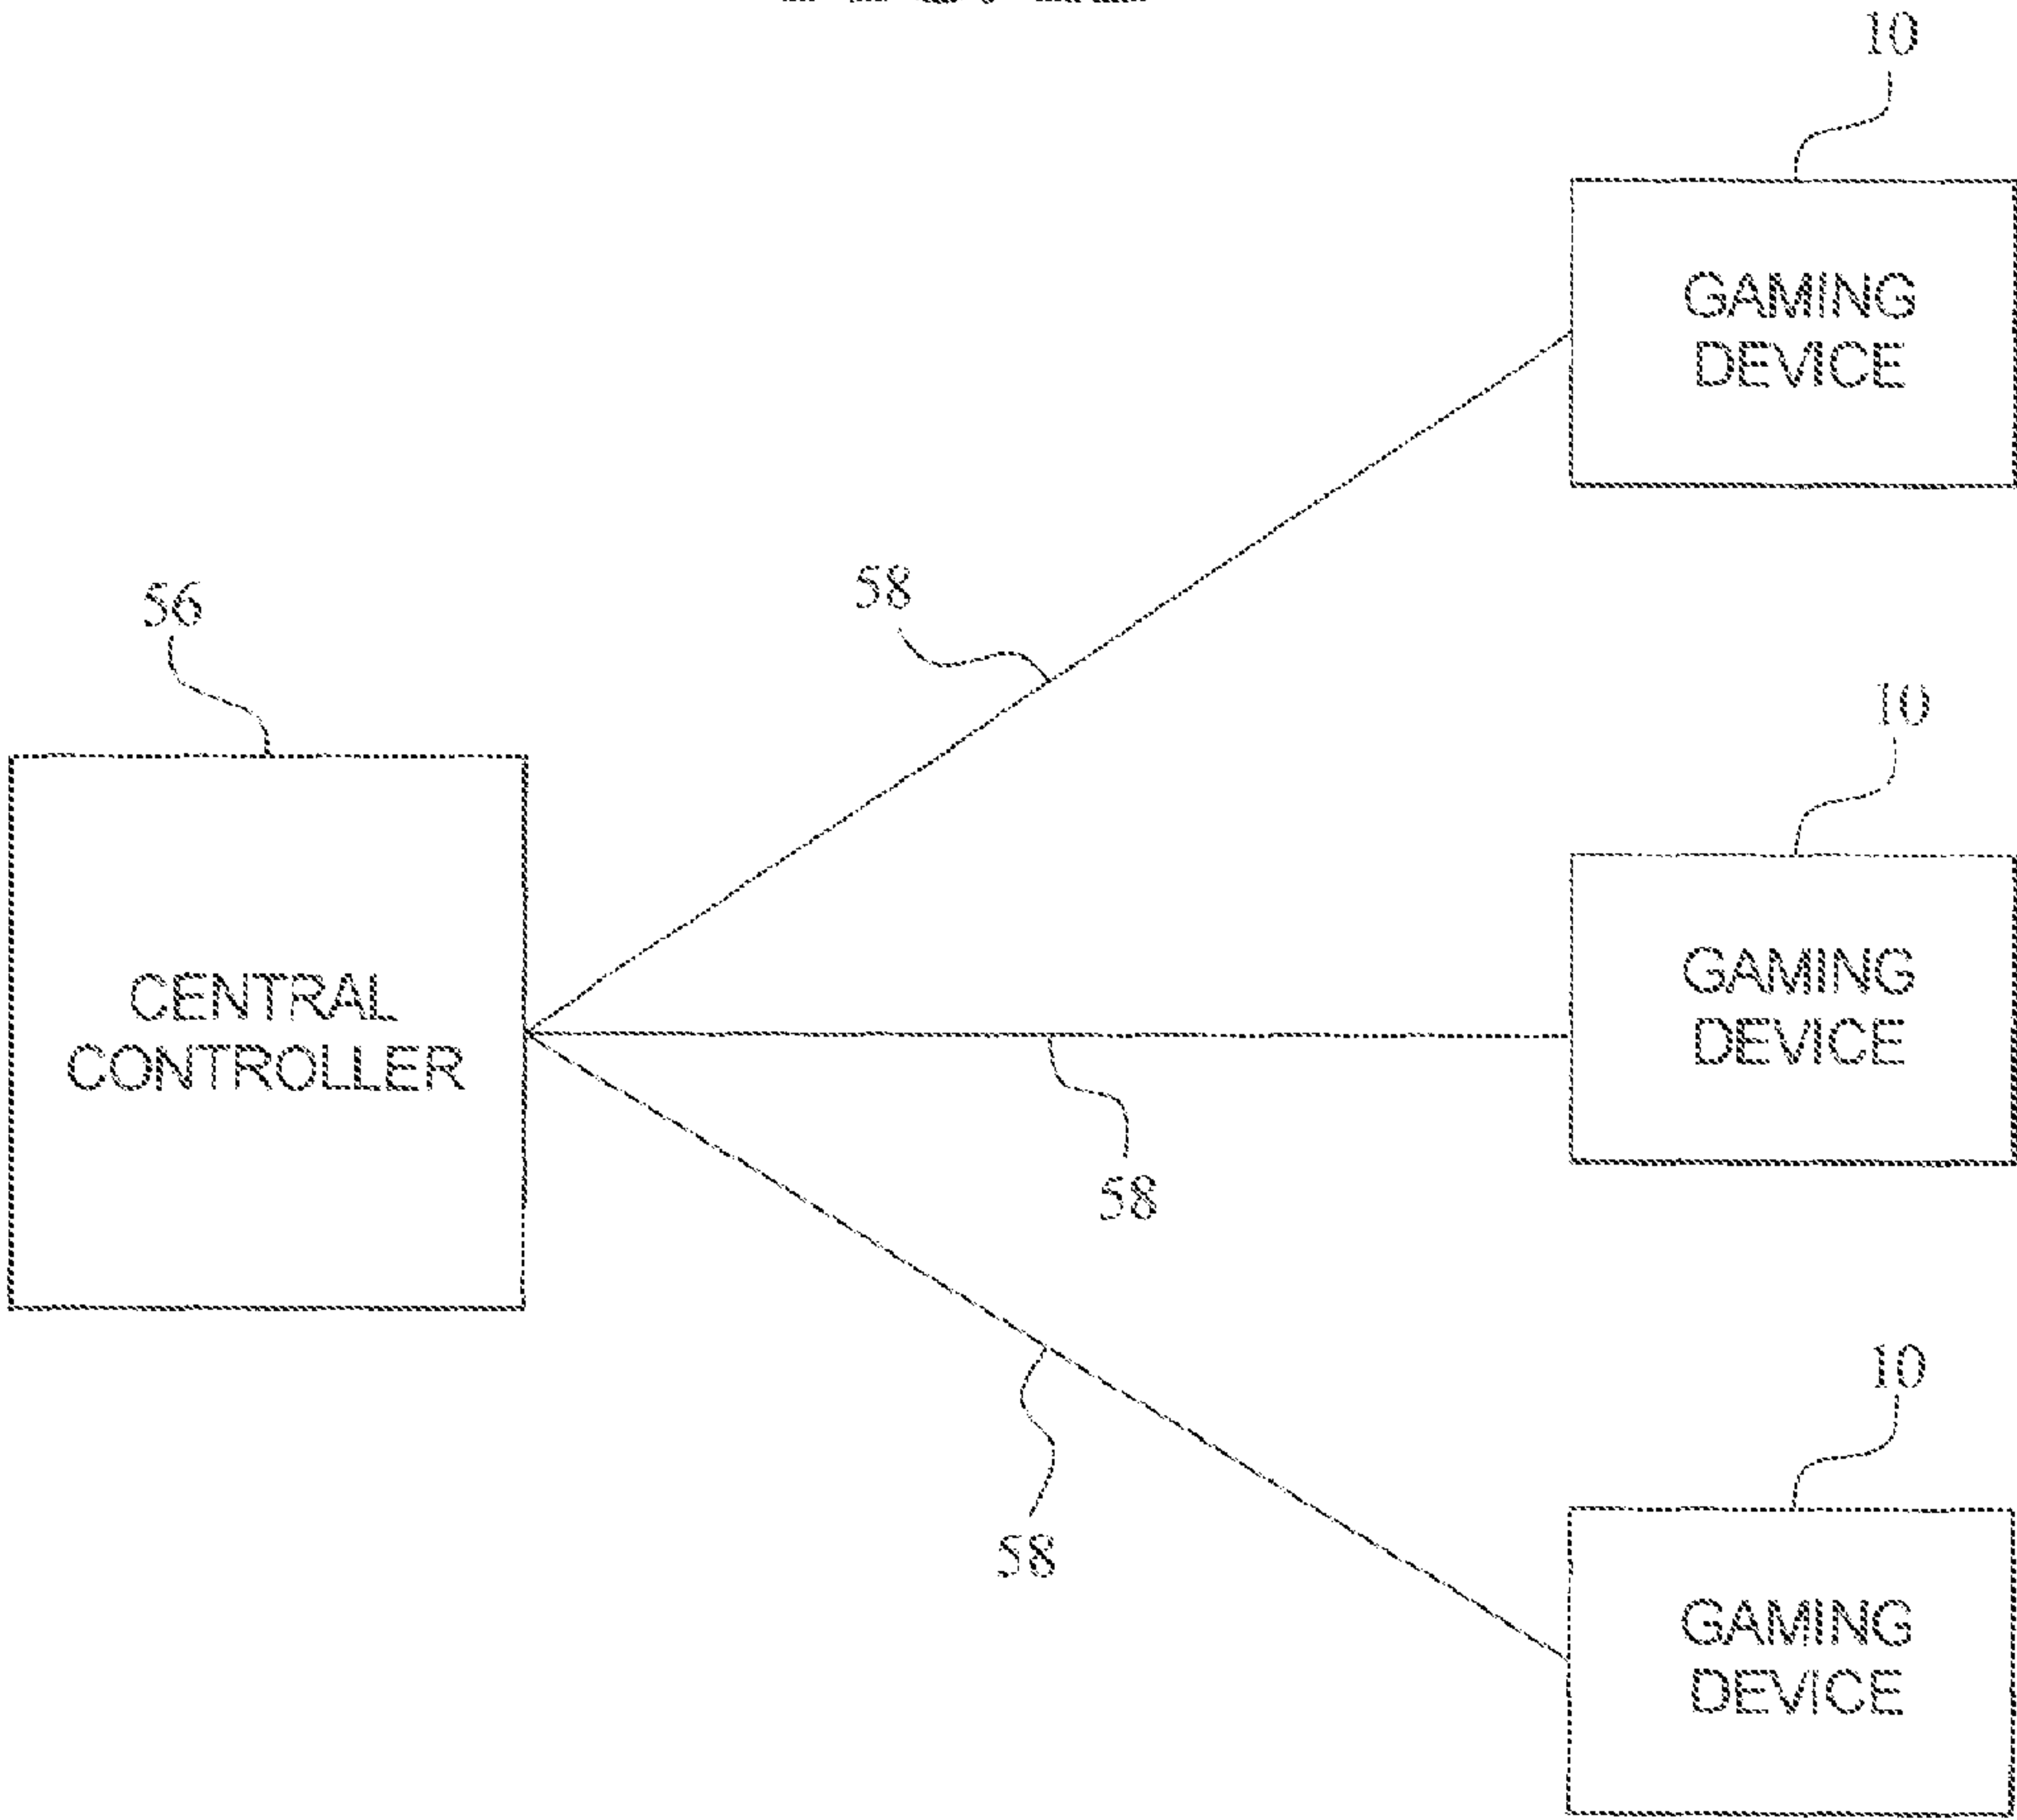 10
GAMING
DEVICE
58
56
10
CENTRAL
CONTROLLER
GAMING
DEVICE
58
10
58
GAMING
DEVICE